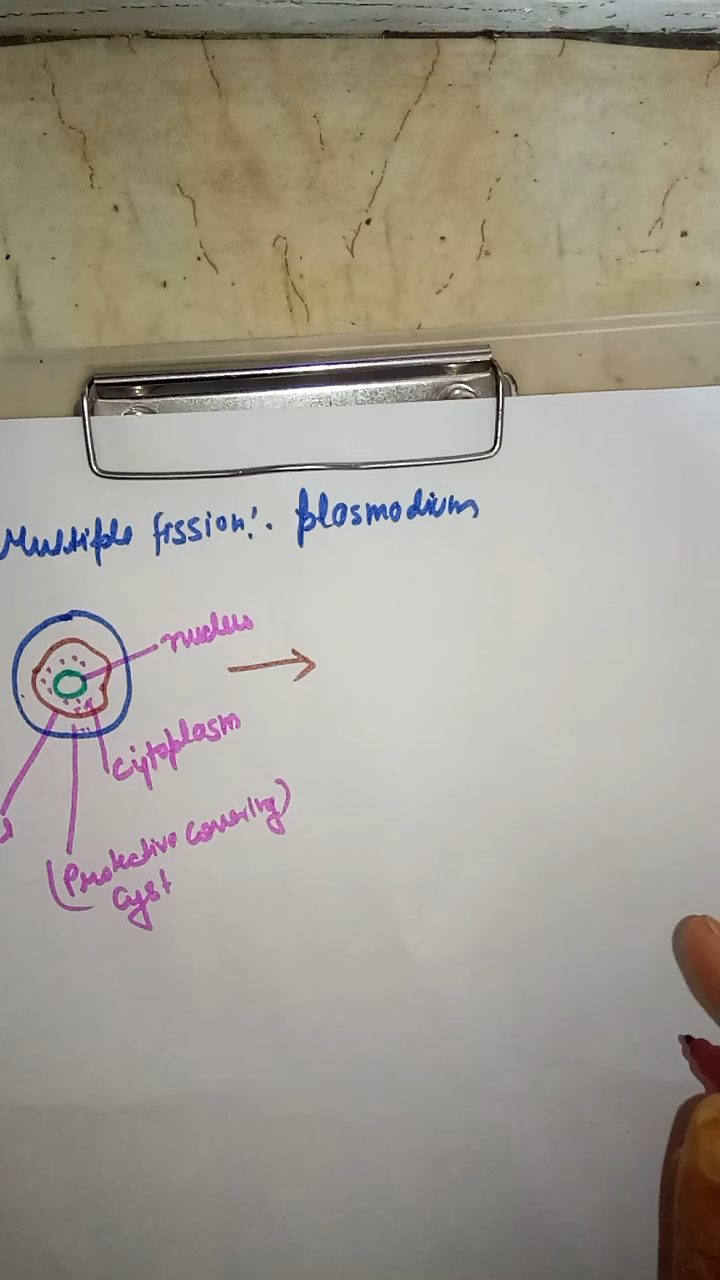 Multiple fission:. plasmodium
nucleus
Cytoplasm
(Protective covering)
Cyst